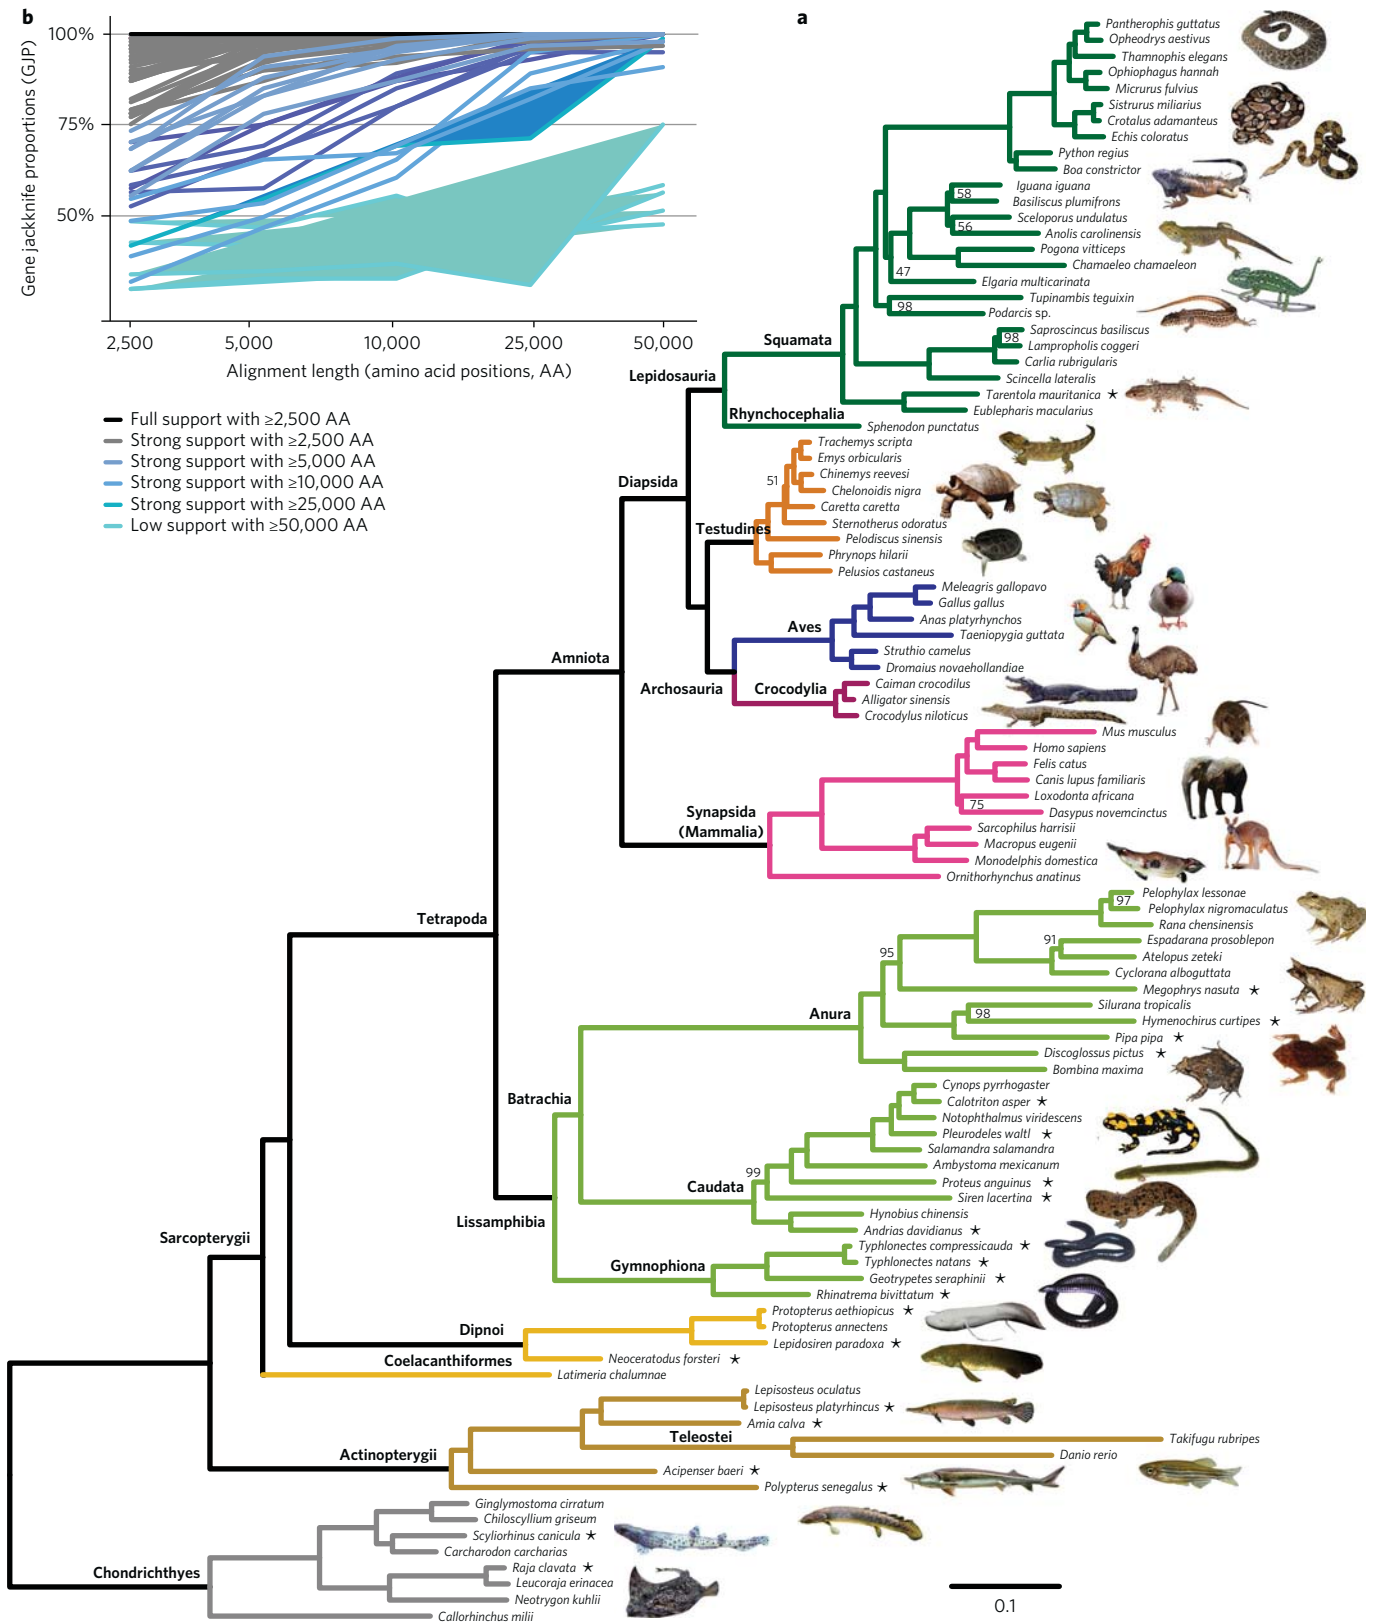 b
Gene jackknife proportions (GJP)
100%
75%
50%
2,500
5,000
10,000
25,000
50,000
Alignment length (amino acid positions, AA)
Full support with ≥2,500 AA
Strong support with ≥2,500 AA
Strong support with ≥5,000 AA
Strong support with ≥10,000 AA
Strong support with ≥25,000 AA
Low support with ≥50,000 AA
a
Pantherophis guttatus
Opheodrys aestivus
Thamnophis elegans
Ophiophagus hannah
Micrurus fulvius
Sistrurus miliarius
Crotalus adamanteus
Echis coloratus
Python regius
Boa constrictor
Iguana iguana
58
Basiliscus plumifrons
Sceloporus undulatus
56
Anolis carolinensis
Pogona vitticeps
Chamaeleo chamaeleon
47
Elgaria multicarinata
Tupinambis teguixin
98
Podarcis sp.
Saproscincus basiliscus
98
Lampropholis coggeri
Carlia rubrigularis
Scincella lateralis
Tarentola mauritanica ★
Eublepharis macularius
Sphenodon punctatus
Squamata
Lepidosauria
Rhynchocephalia
Trachemys scripta
Emys orbicularis
Chinemys reevesi
51
Chelonoidis nigra
Caretta caretta
Sternotherus odoratus
Pelodiscus sinensis
Phrynops hilarii
Pelusios castaneus
Diapsida
Testudines
Meleagris gallopavo
Gallus gallus
Anas platyrhynchos
Taeniopygia guttata
Struthio camelus
Dromaius novaehollandiae
Aves
Amniota
Archosauria
Crocodylia
Caiman crocodilus
Alligator sinensis
Crocodylus niloticus
Mus musculus
Homo sapiens
Felis catus
Canis lupus familiaris
Loxodonta africana
75
Dasypus novemcinctus
Sarcophilus harrisii
Macropus eugenii
Monodelphis domestica
Ornithorhynchus anatinus
Synapsida
(Mammalia)
Tetrapoda
Pelophylax lessonae
97
Pelophylax nigromaculatus
Rana chensinensis
91
Espadarana prosoblepon
95
Atelopus zeteki
Cyclorana alboguttata
Megophrys nasuta ★
Silurana tropicalis
98
Hymenochirus curtipes ★
Pipa pipa ★
Discoglossus pictus ★
Bombina maxima
Anura
Batrachia
Cynops pyrrhogaster
Calotriton asper ★
Notophthalmus viridescens
Pleurodeles waltl ★
Salamandra salamandra
Ambystoma mexicanum
99
Proteus anguinus ★
Siren lacertina ★
Hynobius chinensis
Andrias davidianus ★
Caudata
Lissamphibia
Typhlonectes compressicauda ★
Typhlonectes natans ★
Geotrypetes seraphinii ★
Rhinatrema bivittatum ★
Gymnophiona
Sarcopterygii
Protopterus aethiopicus ★
Protopterus annectens
Lepidosiren paradoxa ★
Neoceratodus forsteri ★
Dipnoi
Coelacanthiformes
Latimeria chalumnae
Lepisosteus oculatus
Lepisosteus platyrhincus ★
Amia calva ★
Teleostei
Takifugu rubripes
Danio rerio
Actinopterygii
Acipenser baeri ★
Polypterus senegalus ★
Ginglymostoma cirratum
Chiloscyllium griseum
Scyliorhinus canicula ★
Carcharodon carcharias
Raja clavata ★
Leucoraja erinacea
Neotrygon kuhlii
Callorhinchus milii
Chondrichthyes
0.1